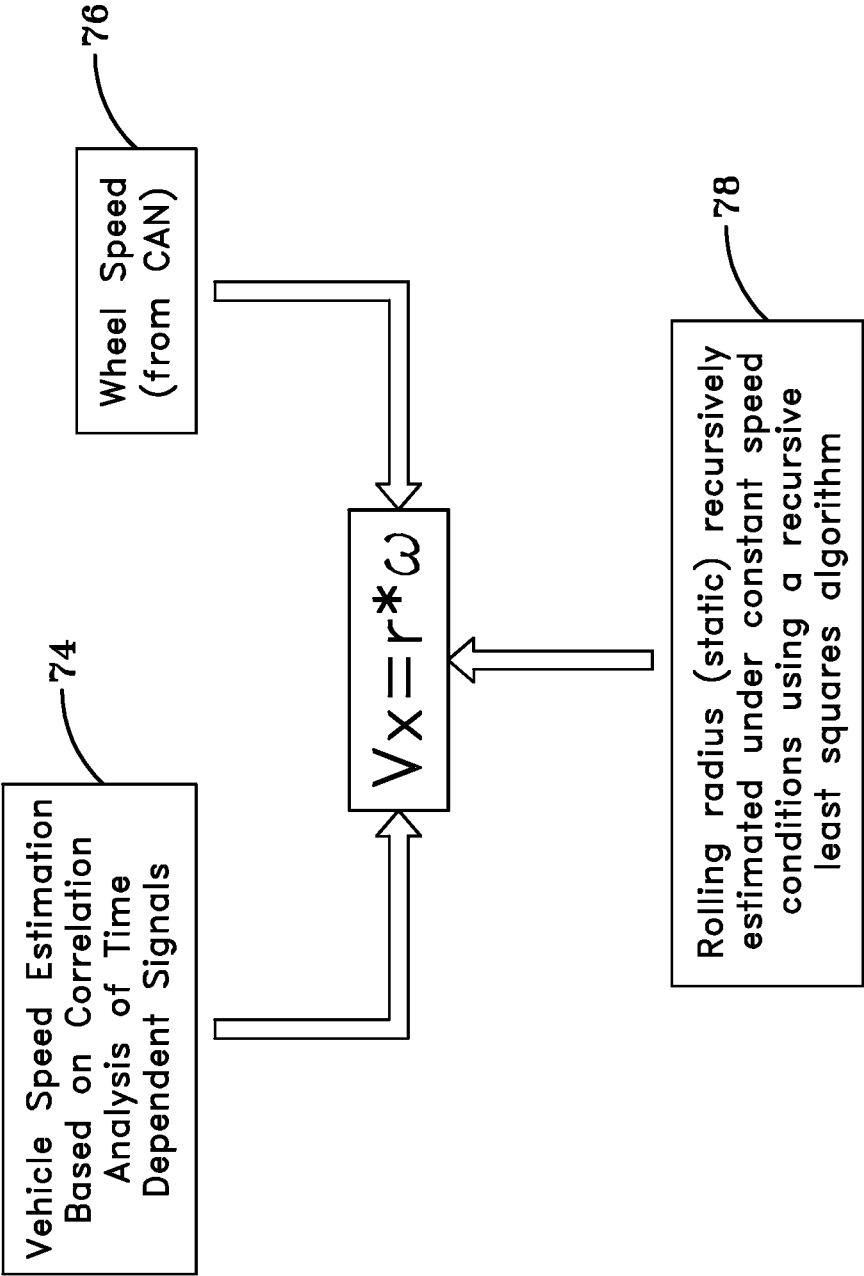 Vehicle Speed Estimation
Based on Correlation
Analysis of Time
Dependent Signals
74
Wheel Speed
(from CAN)
76
Vx=r*ω
Rolling radius (static) recursively
estimated under constant speed
conditions using a recursive
least squares algorithm
78